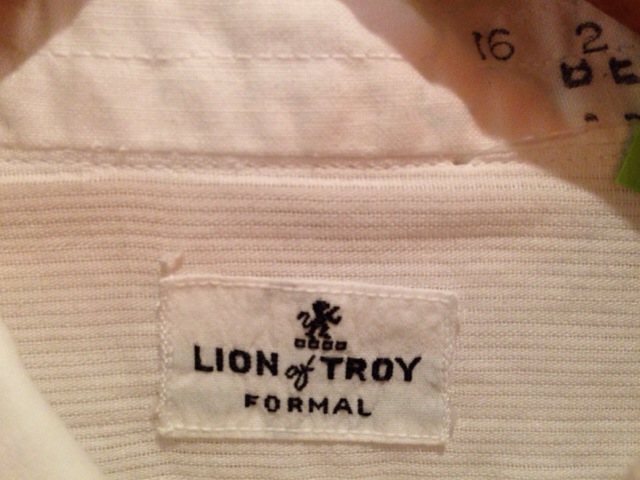 16 2
LION of TROY
FORMAL